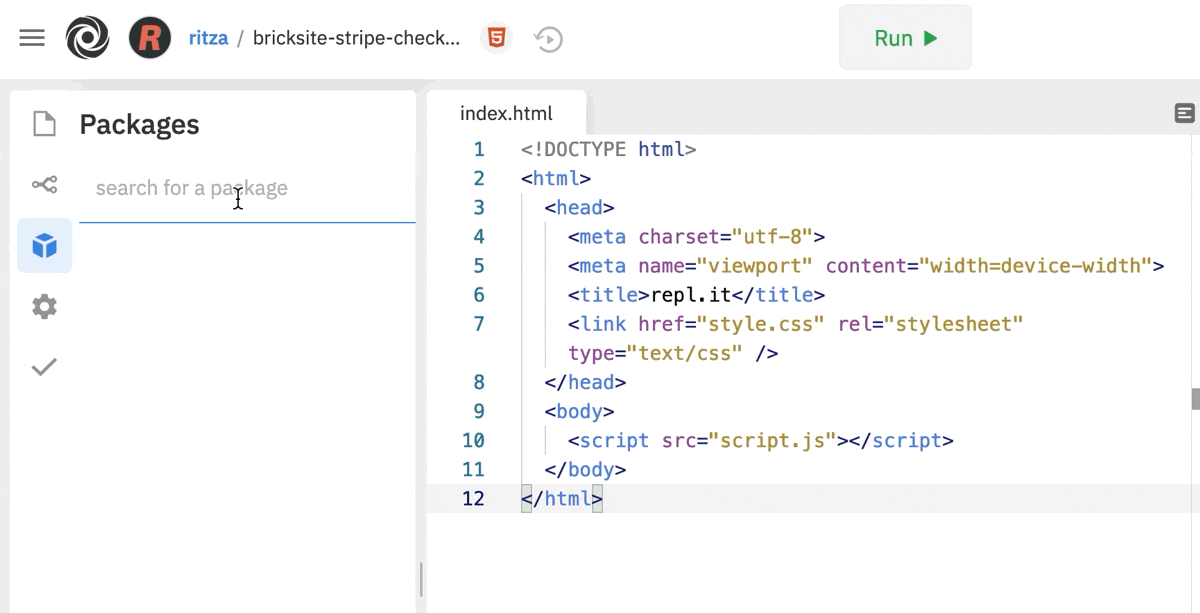 ritza / bricksite-stripe-check...
Run
Packages
search for a package
index.html
1 <!DOCTYPE html>
2 <html>
3 <head>
4 <meta charset="utf-8">
5 <meta name="viewport" content="width=device-width">
6 <title>repl.it</title>
7 <link href="style.css" rel="stylesheet"
type="text/css" />
8 </head>
9 <body>
10 <script src="script.js"></script>
11 </body>
12 </html>